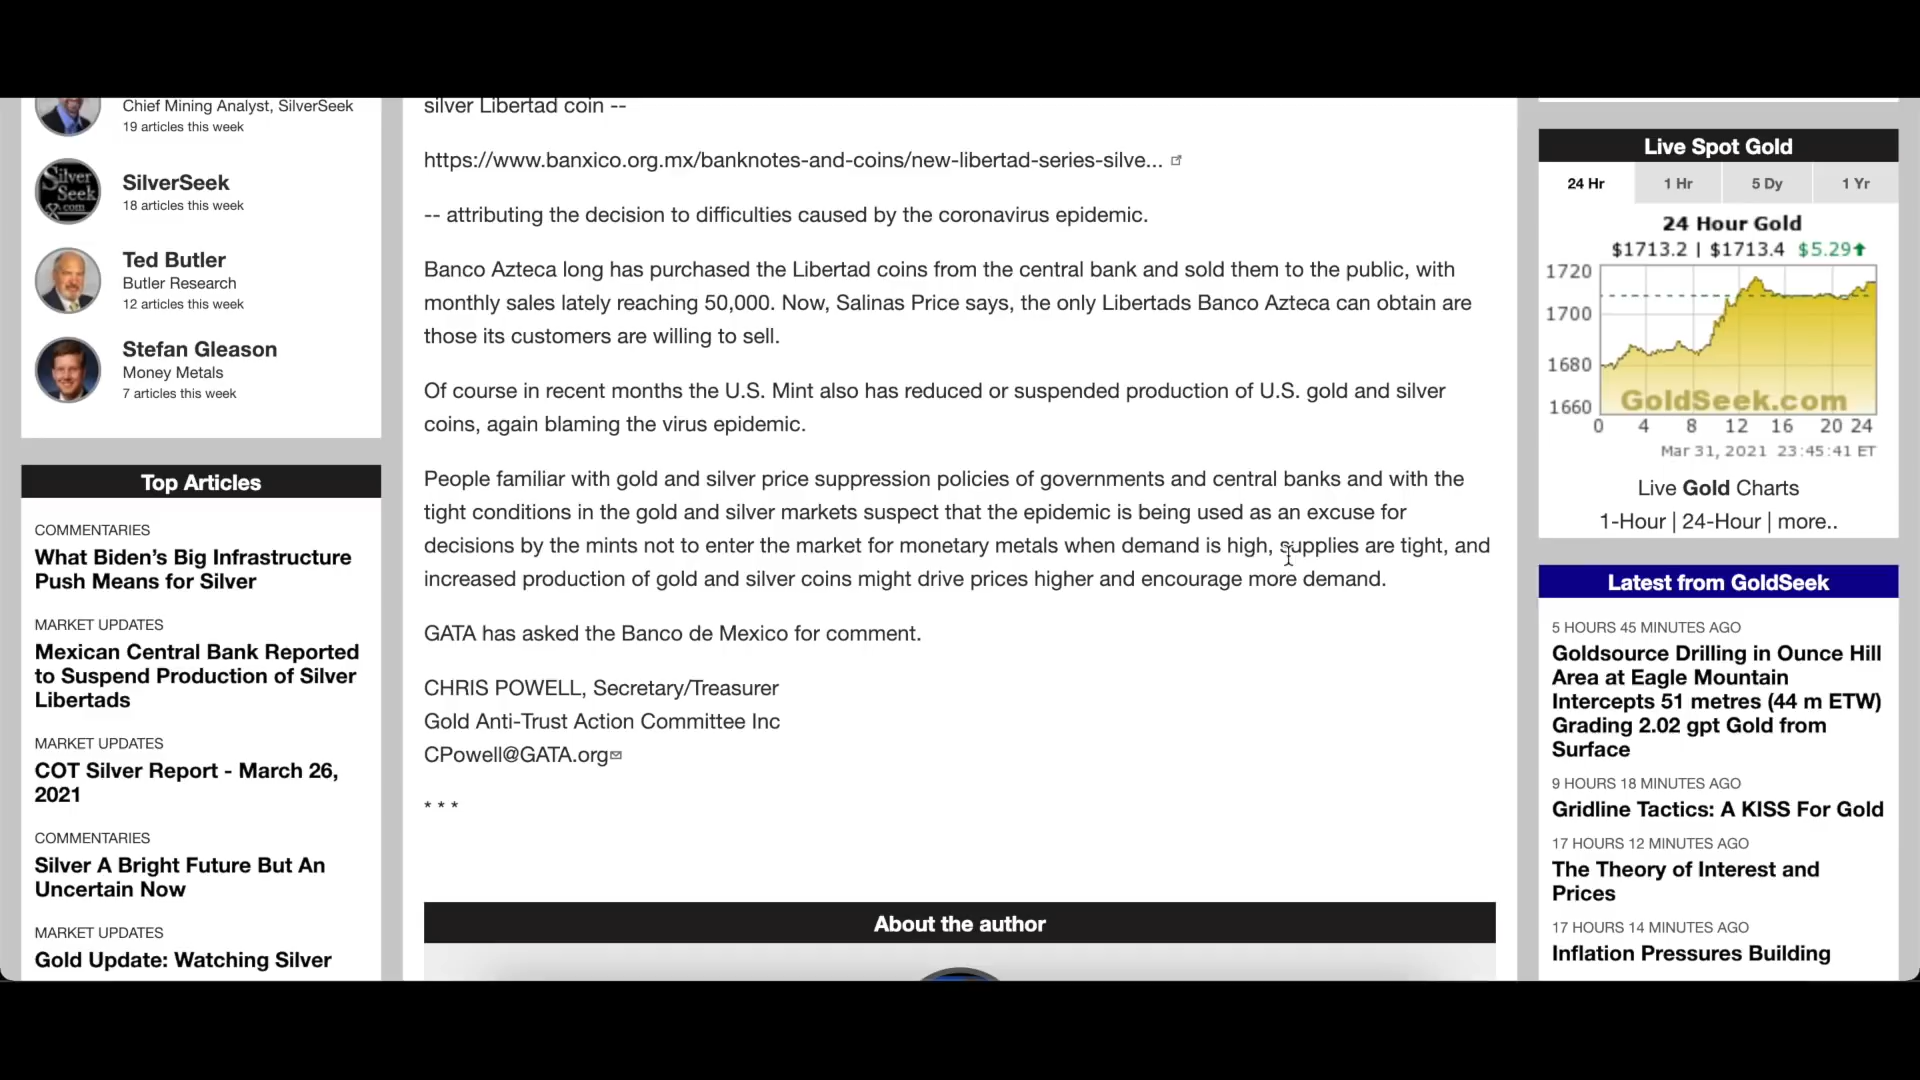 Chief Mining Analyst, SilverSeek
19 articles this week
Silver
Seek
.com
SilverSeek
18 articles this week
Ted Butler
Butler Research
12 articles this week
Stefan Gleason
Money Metals
7 articles this week
Top Articles
COMMENTARIES
What Biden’s Big Infrastructure
Push Means for Silver
MARKET UPDATES
Mexican Central Bank Reported
to Suspend Production of Silver
Libertads
MARKET UPDATES
COT Silver Report - March 26,
2021
COMMENTARIES
Silver A Bright Future But An
Uncertain Now
MARKET UPDATES
Gold Update: Watching Silver
silver Libertad coin --
https://www.banxico.org.mx/banknotes-and-coins/new-libertad-series-silve...
-- attributing the decision to difficulties caused by the coronavirus epidemic.
Banco Azteca long has purchased the Libertad coins from the central bank and sold them to the public, with
monthly sales lately reaching 50,000. Now, Salinas Price says, the only Libertads Banco Azteca can obtain are
those its customers are willing to sell.
Of course in recent months the U.S. Mint also has reduced or suspended production of U.S. gold and silver
coins, again blaming the virus epidemic.
People familiar with gold and silver price suppression policies of governments and central banks and with the
tight conditions in the gold and silver markets suspect that the epidemic is being used as an excuse for
decisions by the mints not to enter the market for monetary metals when demand is high, supplies are tight, and
increased production of gold and silver coins might drive prices higher and encourage more demand.
GATA has asked the Banco de Mexico for comment.
CHRIS POWELL, Secretary/Treasurer
Gold Anti-Trust Action Committee Inc
CPowell@GATA.org
* * *
About the author
Live Spot Gold
24 Hr 1 Hr 5 Dy 1 Yr
24 Hour Gold
$1713.2 | $1713.4 $5.29
1720
1700
1680
1660
GoldSeek.com
0 4 8 12 16 20 24
Mar 31, 2021 23:45:41 ET
Live Gold Charts
1-Hour | 24-Hour | more..
Latest from GoldSeek
5 HOURS 45 MINUTES AGO
Goldsource Drilling in Ounce Hill
Area at Eagle Mountain
Intercepts 51 metres (44 m ETW)
Grading 2.02 gpt Gold from
Surface
9 HOURS 18 MINUTES AGO
Gridline Tactics: A KISS For Gold
17 HOURS 12 MINUTES AGO
The Theory of Interest and
Prices
17 HOURS 14 MINUTES AGO
Inflation Pressures Building